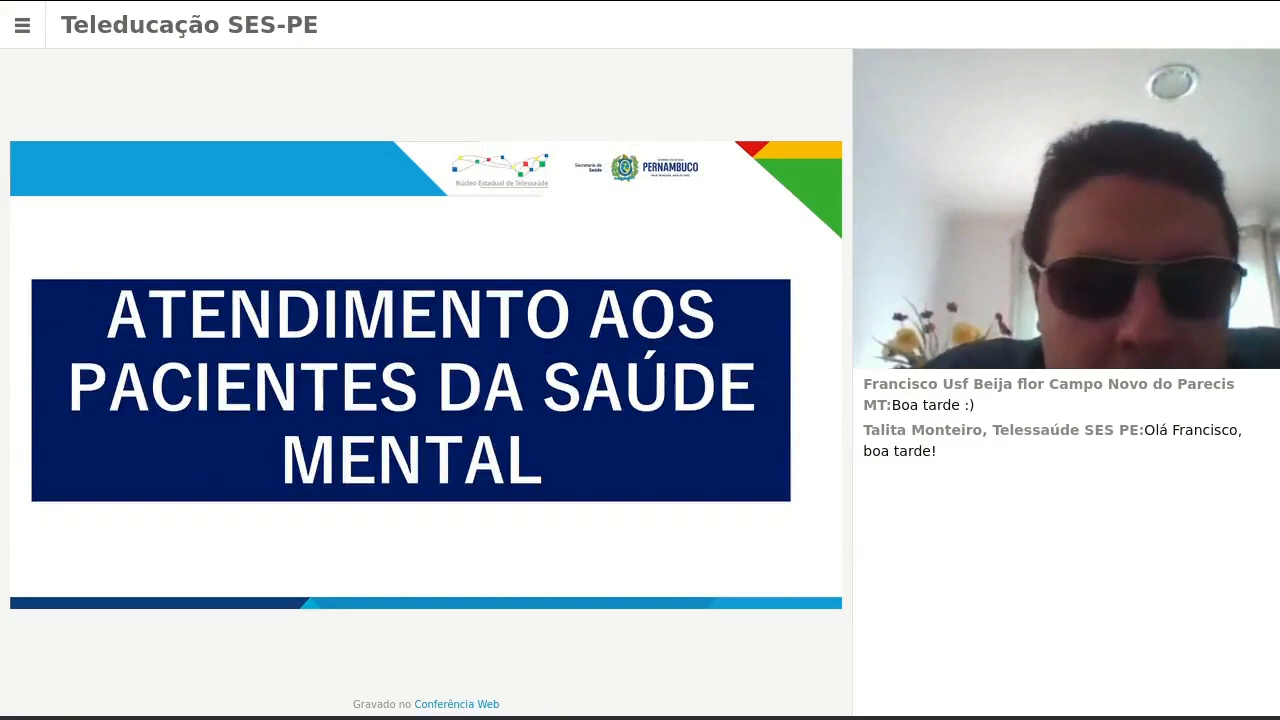 Teleducação SES-PE
Núcleo Estadual de Telessaúde
Secretaria de
Saúde
PERNAMBUCO
ATENDIMENTO AOS
PACIENTES DA SAÚDE
MENTAL
Francisco Usf Beija flor Campo Novo do Parecis
MT:Boa tarde :)
Talita Monteiro, Telessaúde SES PE:Olá Francisco,
boa tarde!
Gravado no Conferência Web